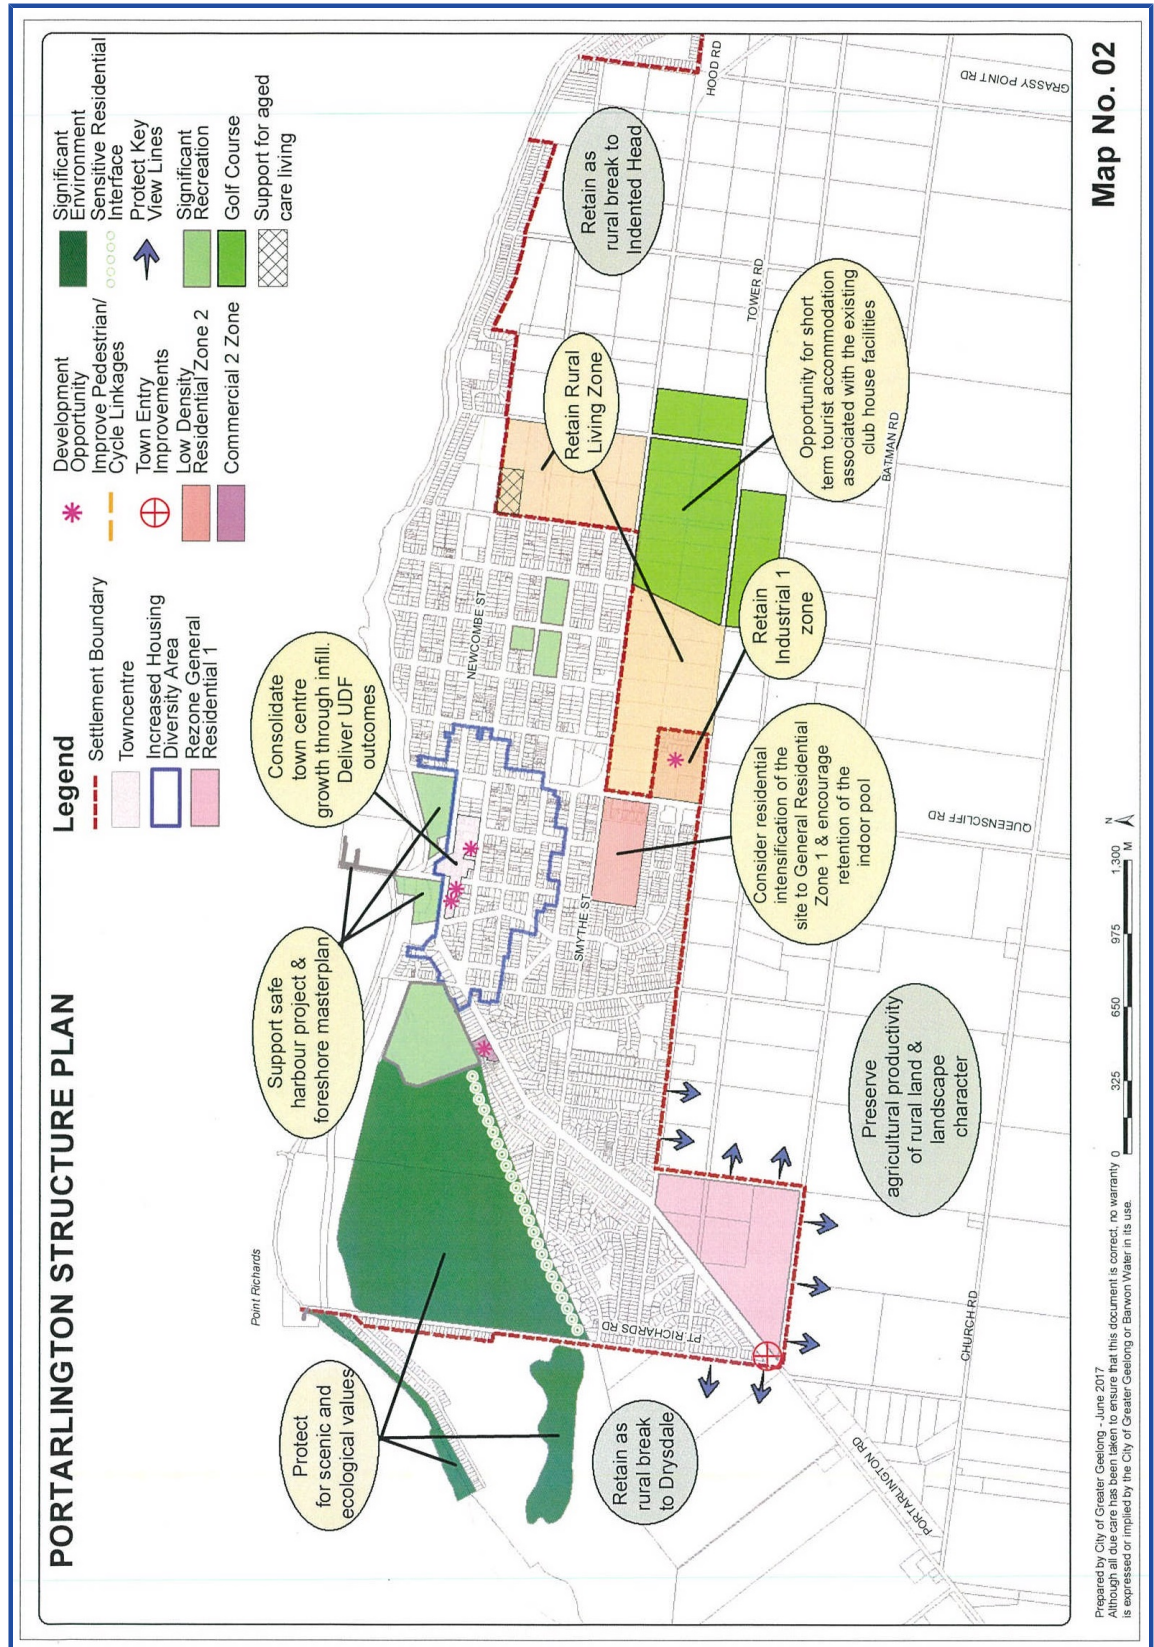 PORTARLINGTON STRUCTURE PLAN
Legend
Settlement Boundary
Towncentre
Increased Housing
Diversity Area
Rezone General
Residential 1
Development
Opportunity
Improve Pedestrian/
Cycle Linkages
Town Entry
Improvements
Low Density
Residential Zone 2
Commercial 2 Zone
Significant
Environment
Sensitive Residential
Interface
Protect Key
View Lines
Significant
Recreation
Golf Course
Support for aged
care living
Point Richards
Protect
for scenic and
ecological values
Support safe
harbour project &
foreshore masterplan
Consolidate
town centre
growth through infill.
Deliver UDF
outcomes
Retain Rural
Living Zone
Retain as
rural break to
Indented Head
HOOD RD
GRASSY POINT RD
NEWCOMBE ST
SMYTHE ST
TOWER RD
BATMAN RD
PT. RICHARDS RD
QUEENSCLIFF RD
PORTARLINGTON RD
CHURCH RD
Retain as
rural break
to Drysdale
Preserve
agricultural productivity
of rural land &
landscape
character
Consider residential
intensification of the
site to General Residential
Zone 1 & encourage
retention of the
indoor pool
Retain
Industrial 1
zone
Opportunity for short
term tourist accommodation
associated with the existing
club house facilities
Prepared by City of Greater Geelong - June 2017
Although all due care has been taken to ensure that this document is correct, no warranty
is expressed or implied by the City of Greater Geelong or Barwon Water in its use.
0 325 650 975 1,300
M
N
Map No. 02